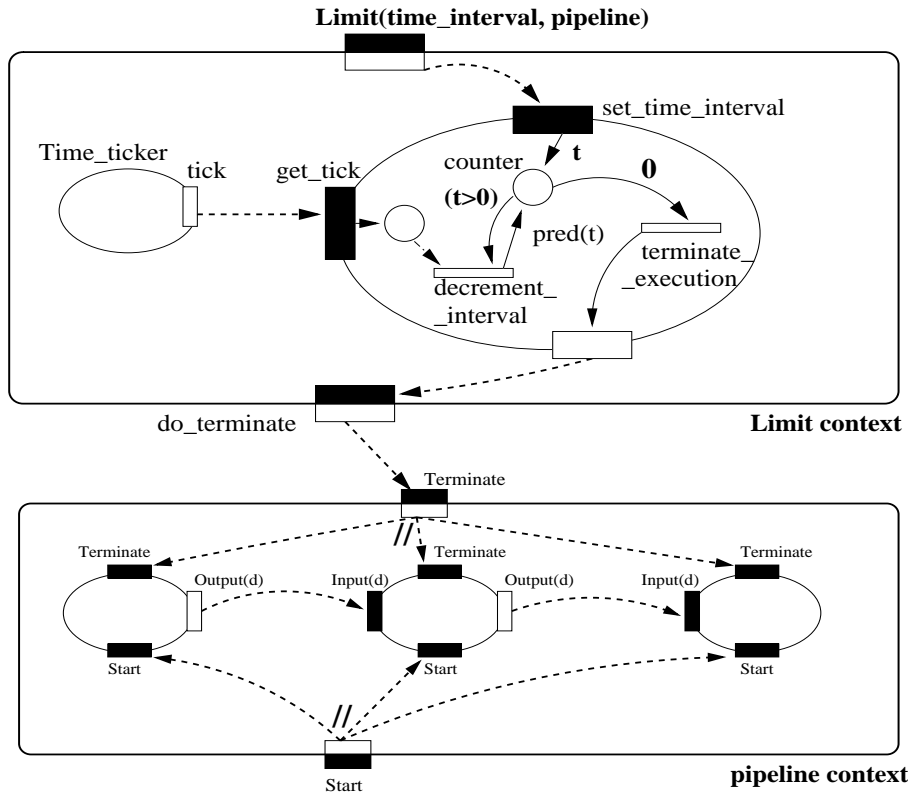 Limit(time_interval, pipeline)
set_time_interval
Time_ticker
tick
get_tick
counter
t
0
(t>0)
pred(t)
terminate_
_execution
decrement_
_interval
do_terminate
Limit context
Terminate
//
Terminate
Terminate
Terminate
Output(d)
Input(d)
Output(d)
Input(d)
Start
Start
Start
//
Start
pipeline context